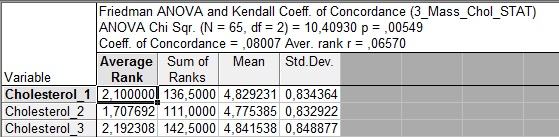 Friedman ANOVA and Kendall Coeff. of Concordance (3_Mass_Chol_STAT)
ANOVA Chi Sqr. (N = 65, df = 2) = 10,40930 p = ,00549
Coeff. of Concordance = ,08007 Aver. rank r = ,06570
Variable Average Rank Sum of Ranks Mean Std.Dev.
Cholesterol_1 2,100000 136,5000 4,829231 0,834364
Cholesterol_2 1,707692 111,0000 4,775385 0,832922
Cholesterol_3 2,192308 142,5000 4,841538 0,848877